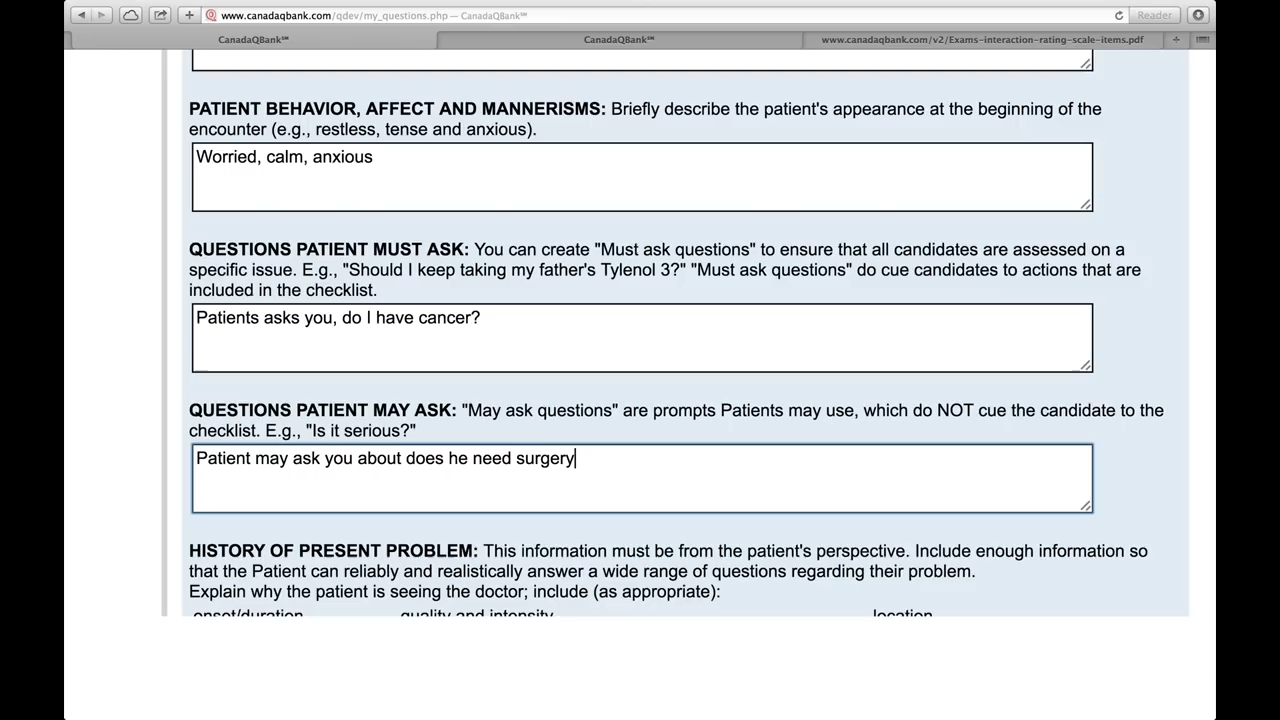 www.canadaqbank.com/qdev/my_questions.php — CanadaQBank℠
Reader
CanadaQBank℠
CanadaQBank℠
www.canadaqbank.com/v2/Exams-interaction-rating-scale-items.pdf
PATIENT BEHAVIOR, AFFECT AND MANNERISMS: Briefly describe the patient's appearance at the beginning of the
encounter (e.g., restless, tense and anxious).
Worried, calm, anxious
QUESTIONS PATIENT MUST ASK: You can create "Must ask questions" to ensure that all candidates are assessed on a
specific issue. E.g., "Should I keep taking my father's Tylenol 3?" "Must ask questions" do cue candidates to actions that are
included in the checklist.
Patients asks you, do I have cancer?
QUESTIONS PATIENT MAY ASK: "May ask questions" are prompts Patients may use, which do NOT cue the candidate to the
checklist. E.g., "Is it serious?"
Patient may ask you about does he need surgery
HISTORY OF PRESENT PROBLEM: This information must be from the patient's perspective. Include enough information so
that the Patient can reliably and realistically answer a wide range of questions regarding their problem.
Explain why the patient is seeing the doctor; include (as appropriate):
onset/duration quality and intensity location